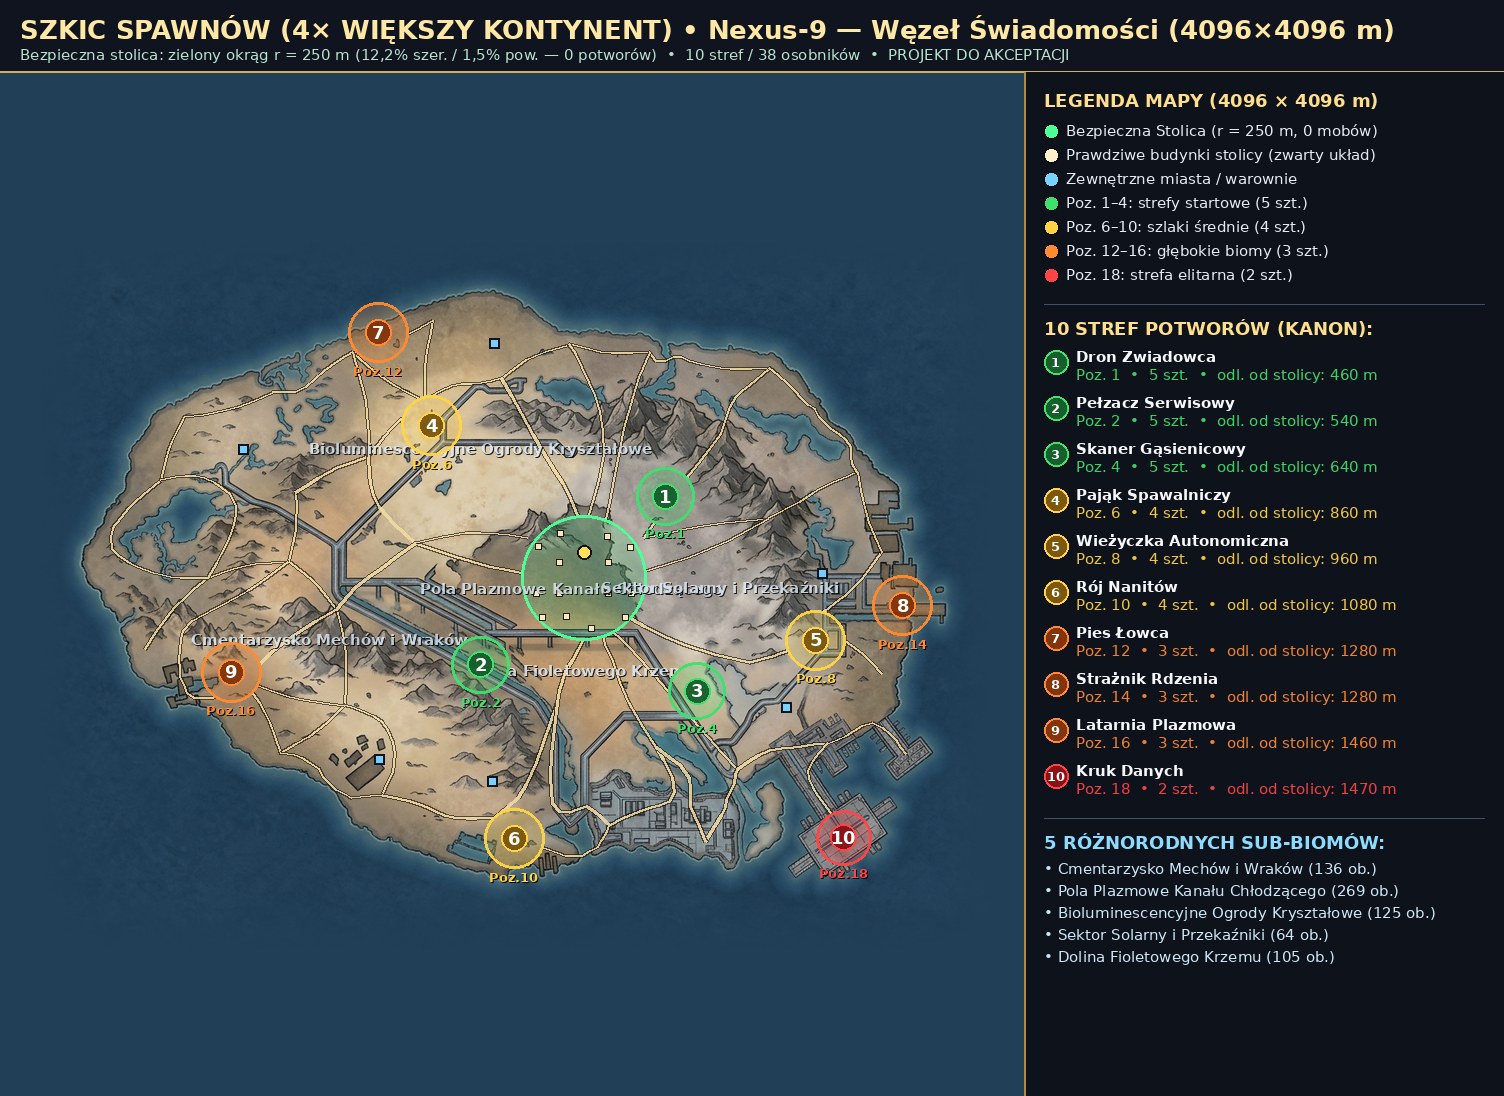 SZKIC SPAWNÓW (4× WIĘKSZY KONTYNENT) • Nexus-9 — Węzeł Świadomości (4096×4096 m)
Bezpieczna stolica: zielony okrąg r = 250 m (12,2% szer. / 1,5% pow. — 0 potworów) • 10 stref / 38 osobników • PROJEKT DO AKCEPTACJI
7
Poz.12
4
Poz.6
Ogrody Kryształowe
1
Poz.1
Pola Plazmowe
Sektor Solarny i Przekaźniki
8
Poz.14
5
Poz.8
Cmentarzysko Mechów i Wraków
2
Poz.2
Fioletowego
9
Poz.16
3
Poz.4
6
Poz.10
10
Poz.18
LEGENDA MAPY (4096 × 4096 m)
Bezpieczna Stolica (r = 250 m, 0 mobów)
Prawdziwe budynki stolicy (zwarty układ)
Zewnętrzne miasta / warownie
Poz. 1–4: strefy startowe (5 szt.)
Poz. 6–10: szlaki średnie (4 szt.)
Poz. 12–16: głębokie biomy (3 szt.)
Poz. 18: strefa elitarna (2 szt.)
10 STREF POTWORÓW (KANON):
1 Dron Zwiadowca
Poz. 1 • 5 szt. • odl. od stolicy: 460 m
2 Pełzacz Serwisowy
Poz. 2 • 5 szt. • odl. od stolicy: 540 m
3 Skaner Gąsienicowy
Poz. 4 • 5 szt. • odl. od stolicy: 640 m
4 Pająk Spawalniczy
Poz. 6 • 4 szt. • odl. od stolicy: 860 m
5 Wieżyczka Autonomiczna
Poz. 8 • 4 szt. • odl. od stolicy: 960 m
6 Rój Nanitów
Poz. 10 • 4 szt. • odl. od stolicy: 1080 m
7 Pies Łowca
Poz. 12 • 3 szt. • odl. od stolicy: 1280 m
8 Strażnik Rdzenia
Poz. 14 • 3 szt. • odl. od stolicy: 1280 m
9 Latarnia Plazmowa
Poz. 16 • 3 szt. • odl. od stolicy: 1460 m
10 Kruk Danych
Poz. 18 • 2 szt. • odl. od stolicy: 1470 m
5 RÓŻNORODNYCH SUB-BIOMÓW:
• Cmentarzysko Mechów i Wraków (136 ob.)
• Pola Plazmowe Kanału Chłodzącego (269 ob.)
• Bioluminescencyjne Ogrody Kryształowe (125 ob.)
• Sektor Solarny i Przekaźniki (64 ob.)
• Dolina Fioletowego Krzemu (105 ob.)